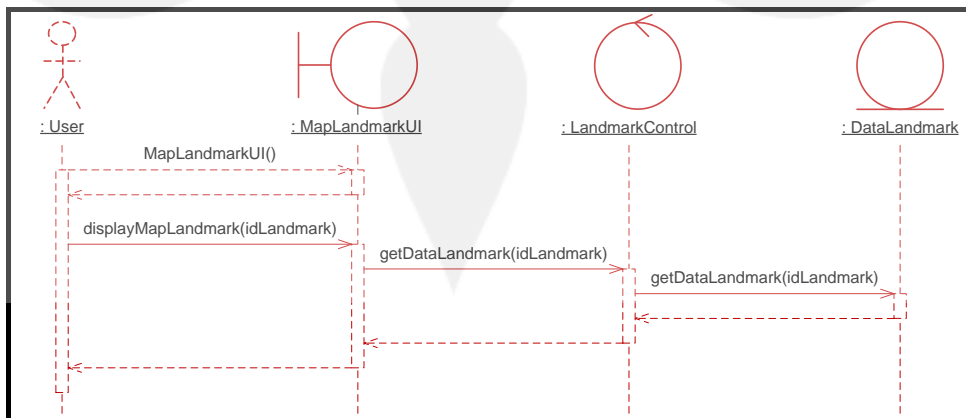 : User
: MapLandmarkUI
: LandmarkControl
: DataLandmark
MapLandmarkUI()
displayMapLandmark(idLandmark)
getDataLandmark(idLandmark)
getDataLandmark(idLandmark)